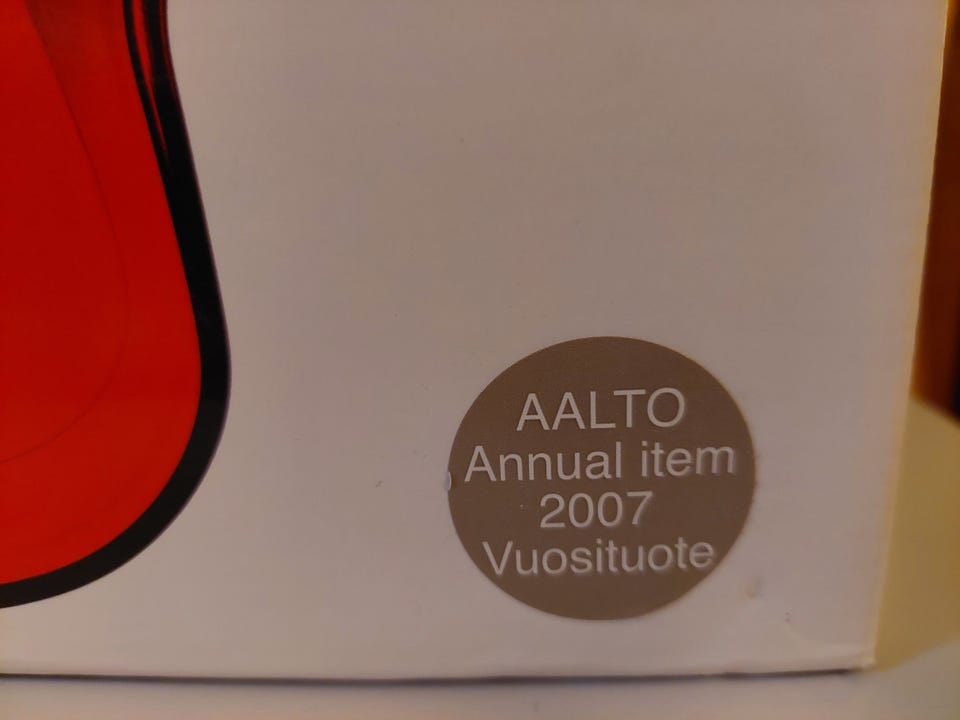 AALTO
Annual item
2007
Vuosituote